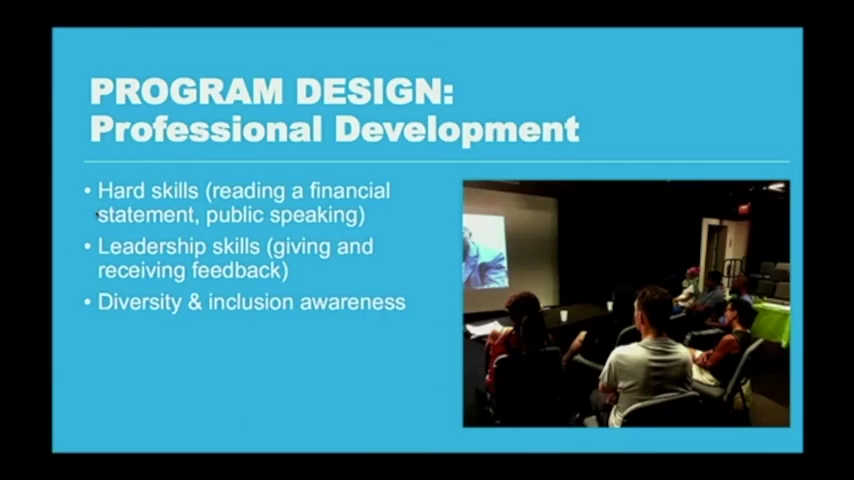 PROGRAM DESIGN:
Professional Development
• Hard skills (reading a financial
statement, public speaking)
• Leadership skills (giving and
receiving feedback)
• Diversity & inclusion awareness